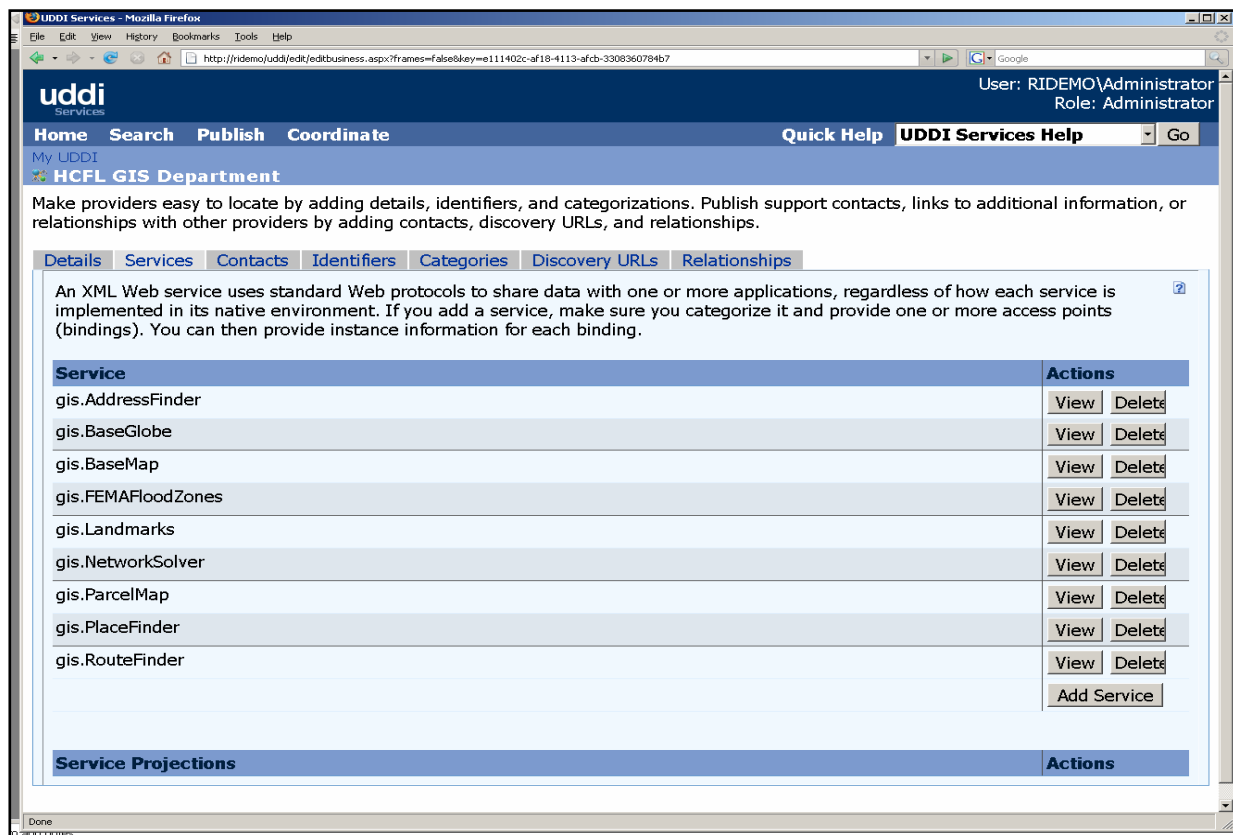 UDDI Services - Mozilla Firefox
File Edit View History Bookmarks Tools Help
http://ridemo/uddi/edit/editbusiness.aspx?frames=false&key=e111402c-af18-4113-afcb-3308360784b7
G Google
uddi
Services
User: RIDEMO\Administrator
Role: Administrator
Home Search Publish Coordinate Quick Help UDDI Services Help Go
My UDDI
HCFL GIS Department
Make providers easy to locate by adding details, identifiers, and categorizations. Publish support contacts, links to additional information, or
relationships with other providers by adding contacts, discovery URLs, and relationships.
Details Services Contacts Identifiers Categories Discovery URLs Relationships
An XML Web service uses standard Web protocols to share data with one or more applications, regardless of how each service is
implemented in its native environment. If you add a service, make sure you categorize it and provide one or more access points
(bindings). You can then provide instance information for each binding.
?
Service Actions
gis.AddressFinder View Delete
gis.BaseGlobe View Delete
gis.BaseMap View Delete
gis.FEMAFloodZones View Delete
gis.Landmarks View Delete
gis.NetworkSolver View Delete
gis.ParcelMap View Delete
gis.PlaceFinder View Delete
gis.RouteFinder View Delete
Add Service
Service Projections Actions
Done